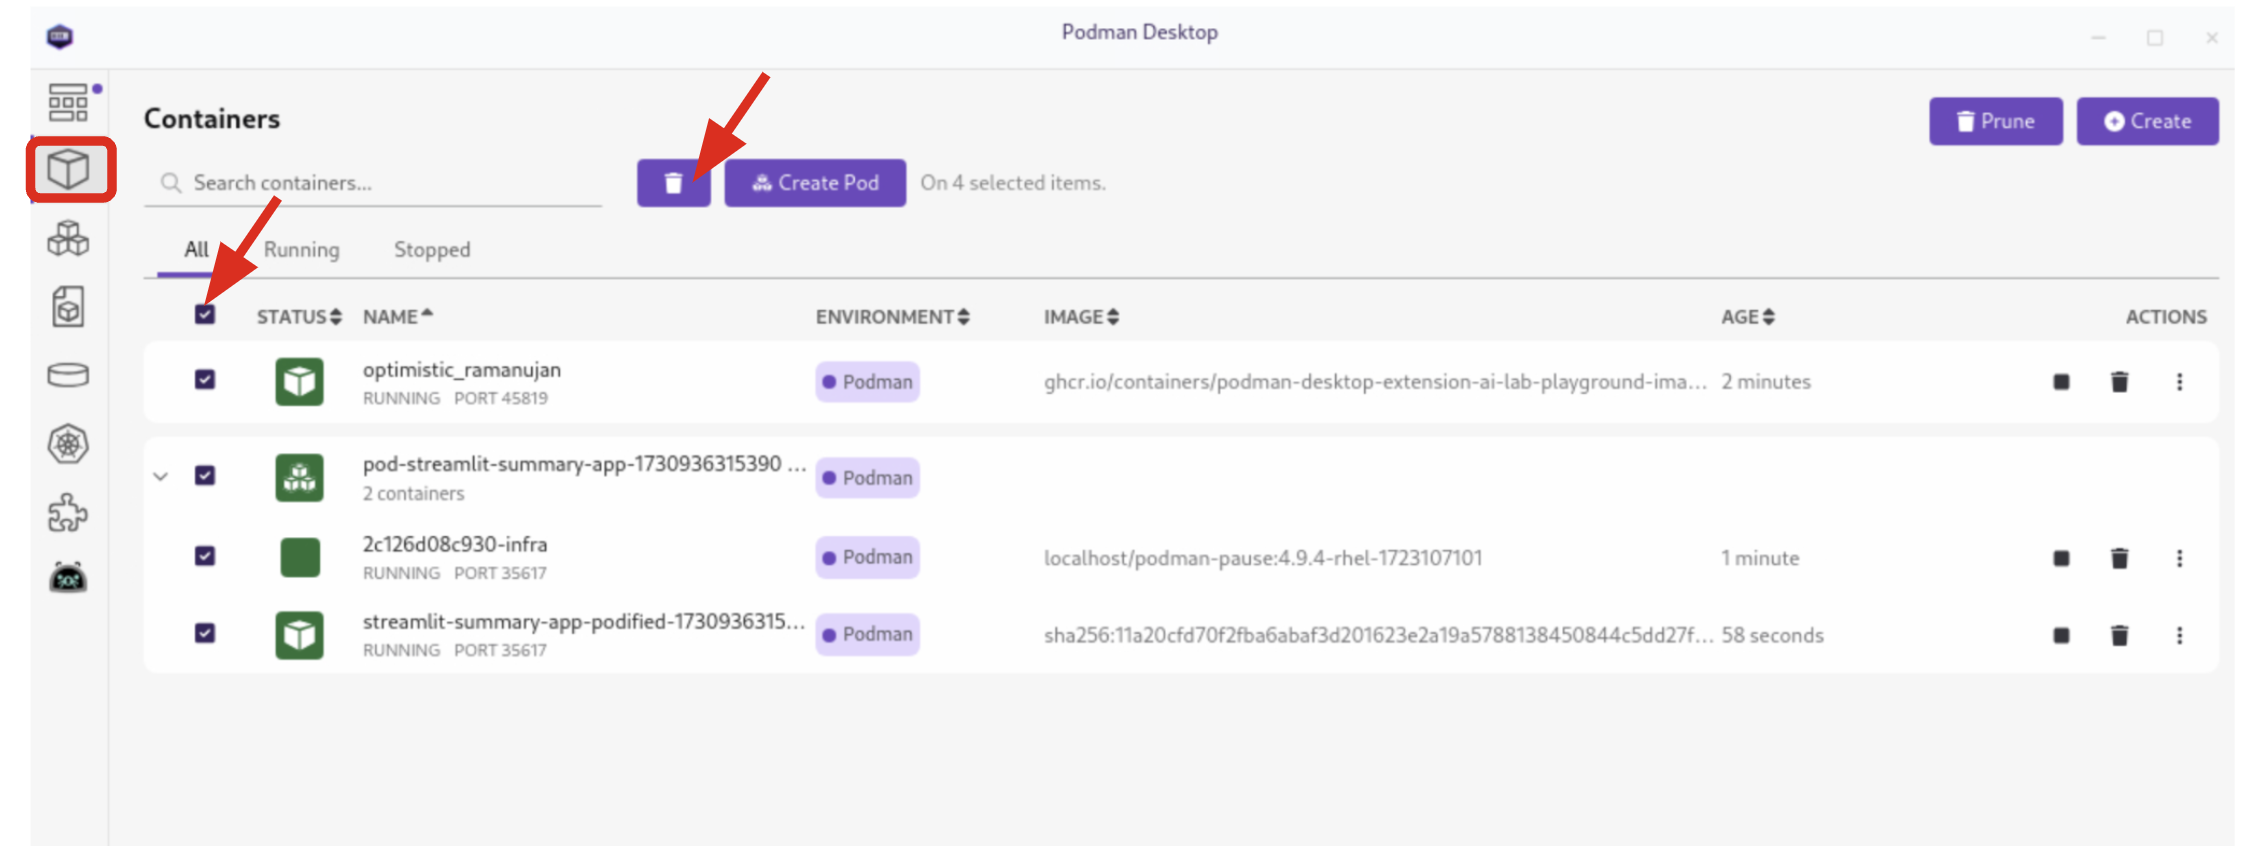 Podman Desktop
Containers
Prune
Create
Search containers...
Create Pod
On 4 selected items.
All
Running
Stopped
STATUS NAME ENVIRONMENT IMAGE AGE ACTIONS
optimistic_ramanujan
RUNNING PORT 45819
Podman
ghcr.io/containers/podman-desktop-extension-ai-lab-playground-ima...
2 minutes
pod-streamlit-summary-app-1730936315390 ...
2 containers
Podman
2c126d08c930-infra
RUNNING PORT 35617
Podman
localhost/podman-pause:4.9.4-rhel-1723107101
1 minute
streamlit-summary-app-podified-1730936315...
RUNNING PORT 35617
Podman
sha256:11a20cfd70f2fba6abaf3d201623e2a19a5788138450844c5dd27f...
58 seconds